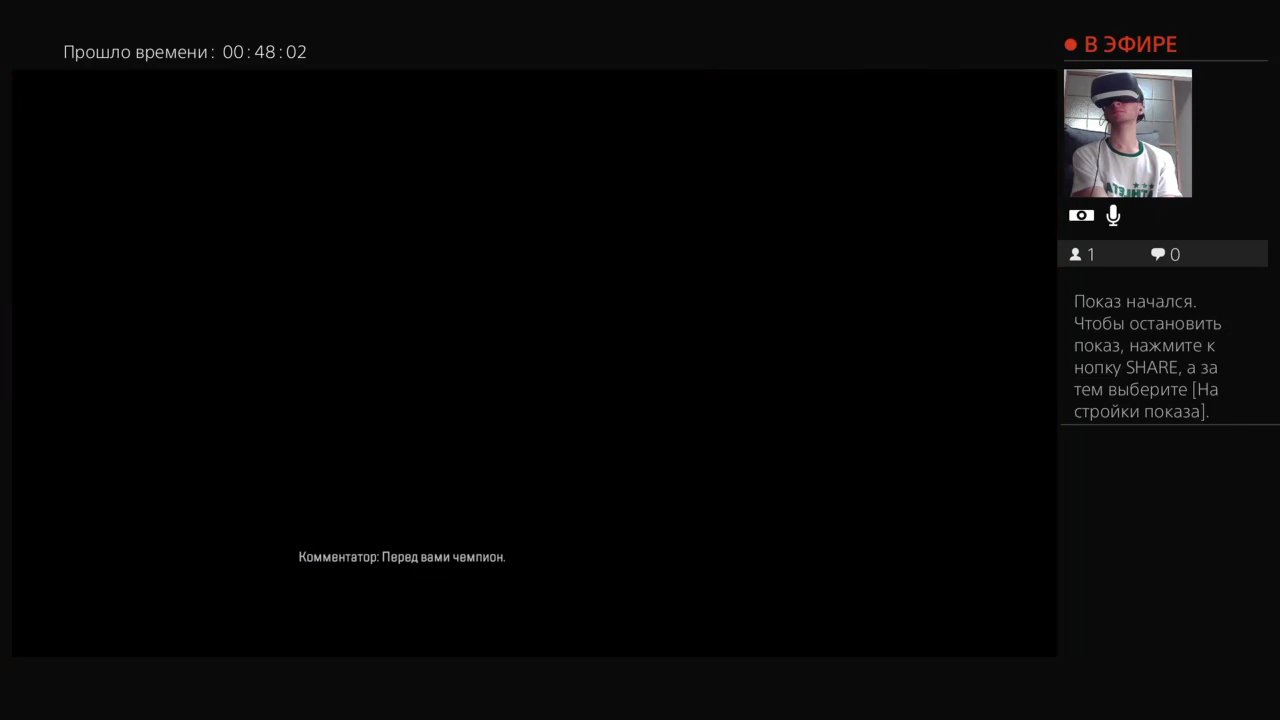 Прошло времени: 00:48:02
В ЭФИРЕ
1
0
Показ начался.
Чтобы остановить
показ, нажмите к
нопку SHARE, а за
тем выберите [На
стройки показа].
Комментатор: Перед вами чемпион.